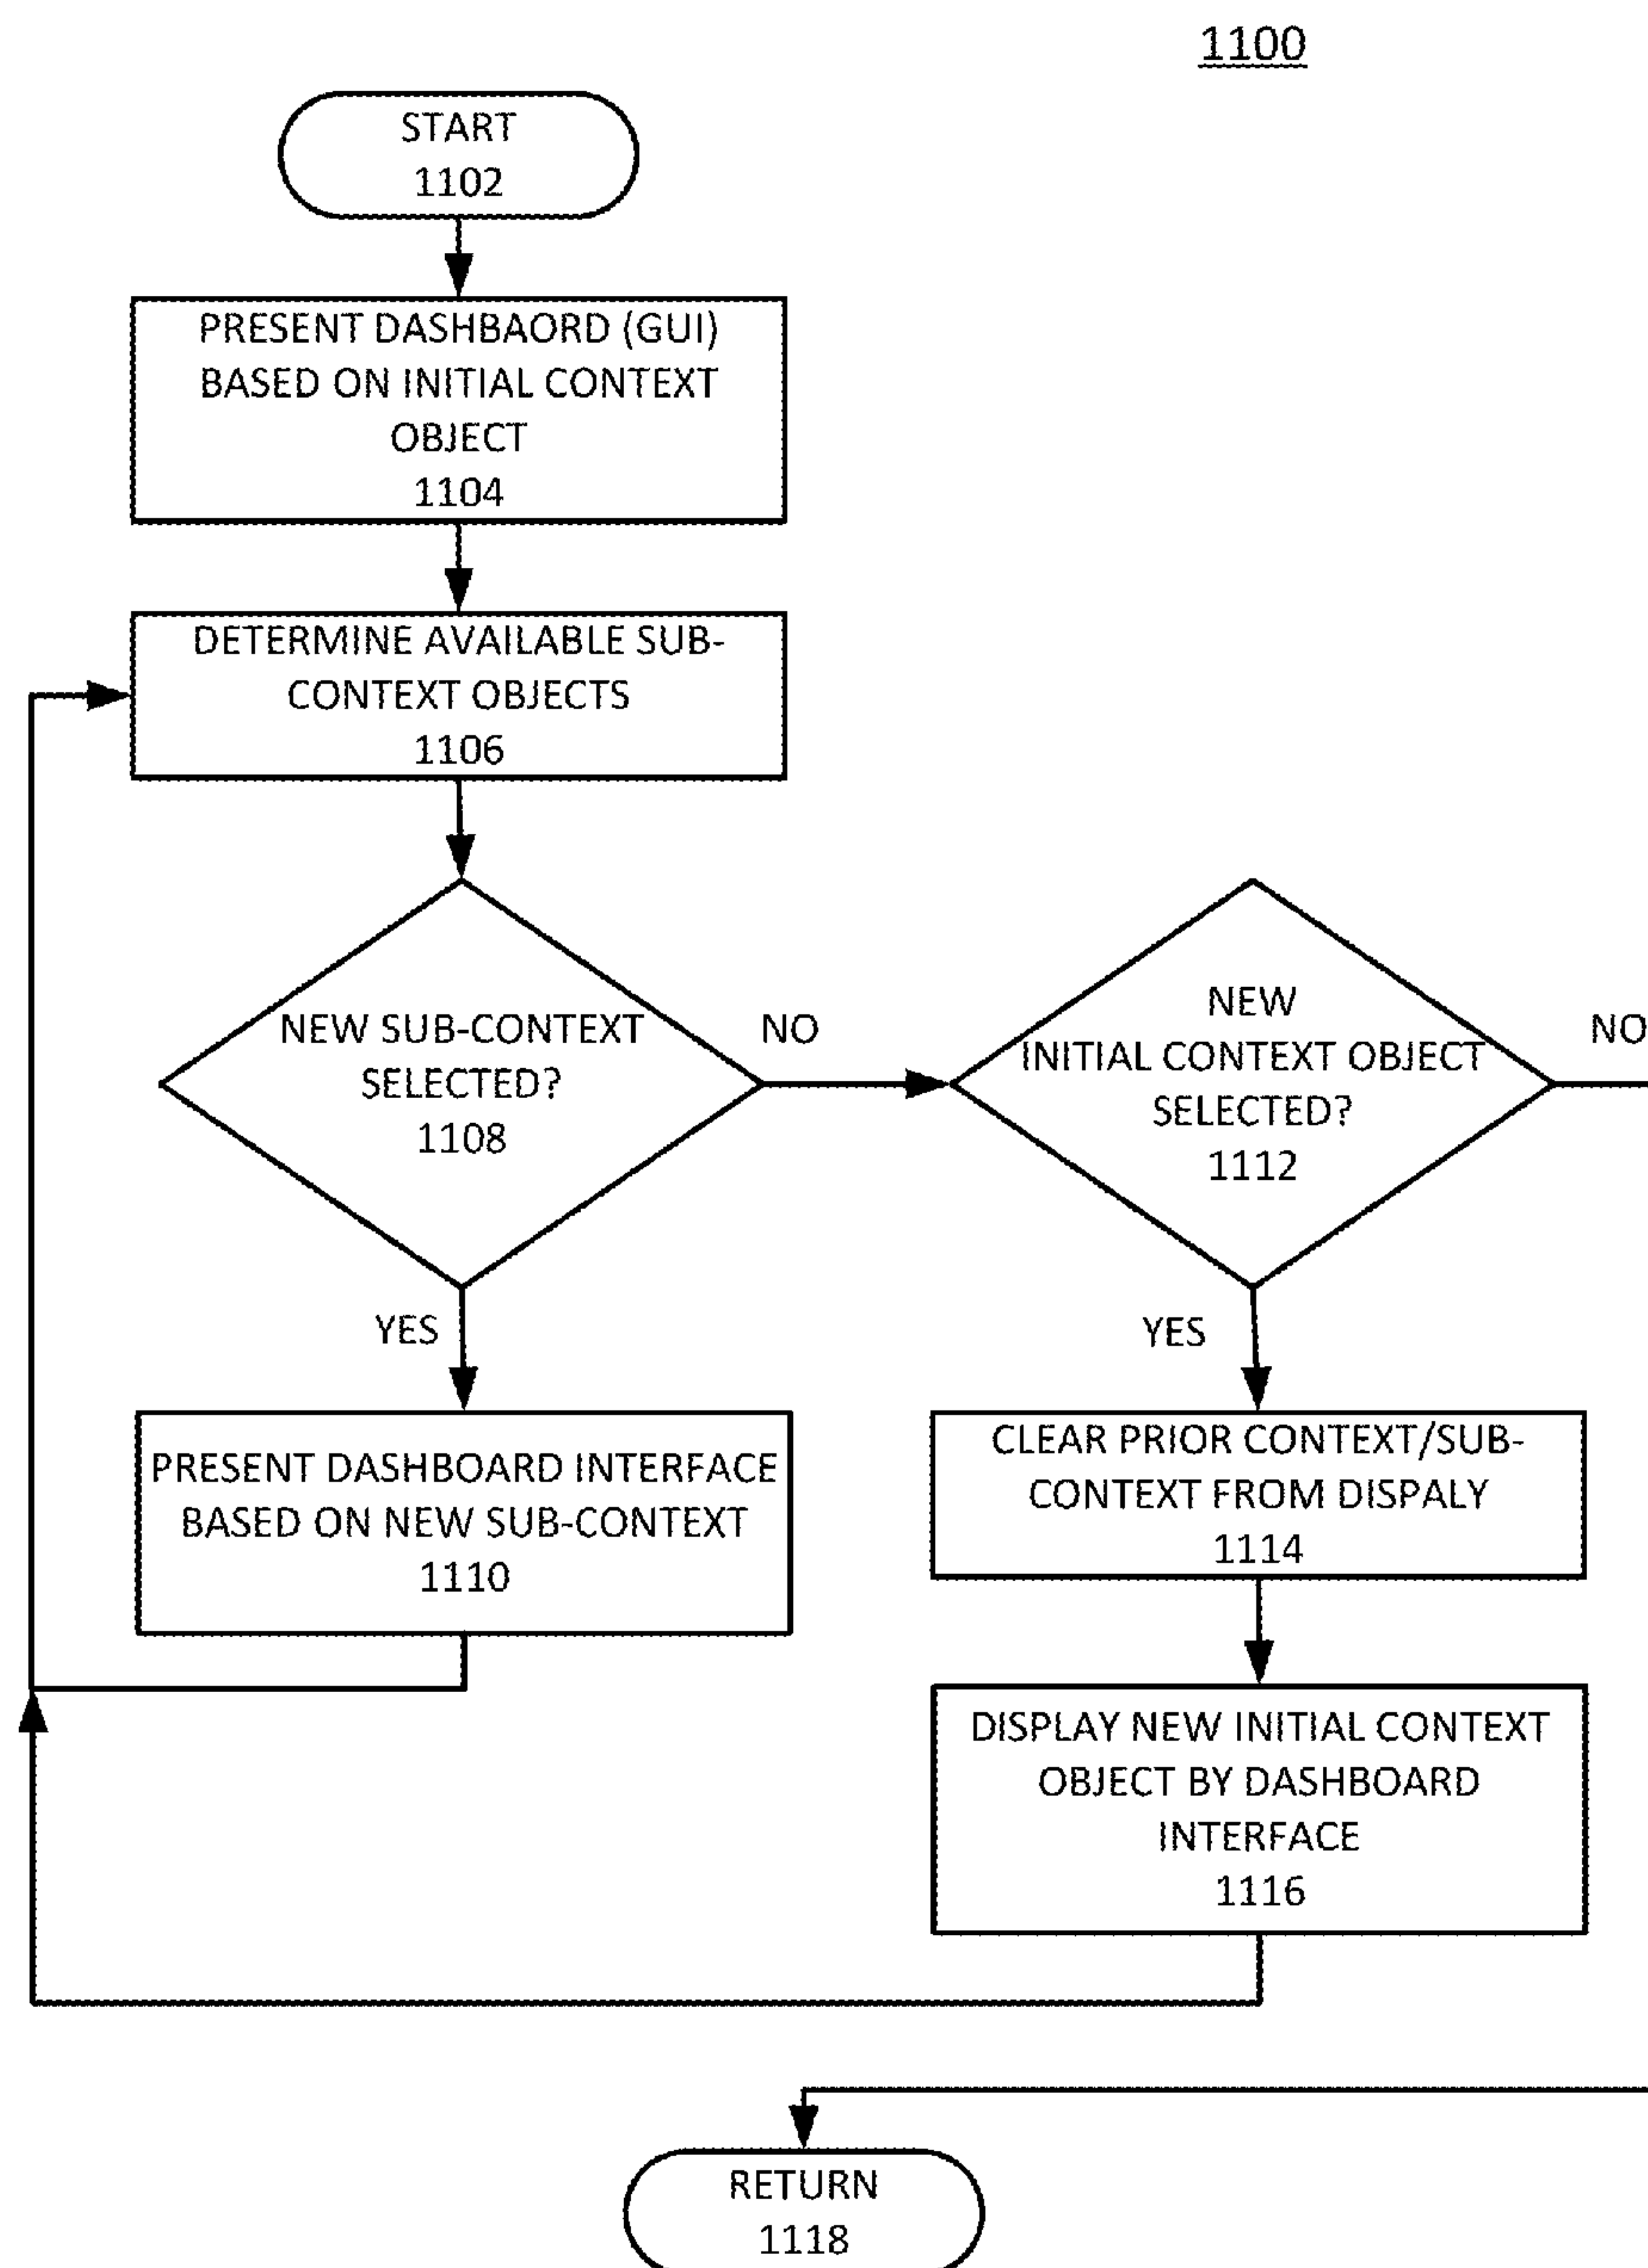 1100
START
1102
PRESENT DASHBAORD (GUI)
BASED ON INITIAL CONTEXT
OBJECT
1104
DETERMINE AVAILABLE SUB-
CONTEXT OBJECTS
1106
NEW SUB-CONTEXT
SELECTED?
1108
NO
NEW
INITIAL CONTEXT OBJECT
SELECTED?
1112
NO
YES
YES
PRESENT DASHBOARD INTERFACE
BASED ON NEW SUB-CONTEXT
1110
CLEAR PRIOR CONTEXT/SUB-
CONTEXT FROM DISPALY
1114
DISPLAY NEW INITIAL CONTEXT
OBJECT BY DASHBOARD
INTERFACE
1116
RETURN
1118